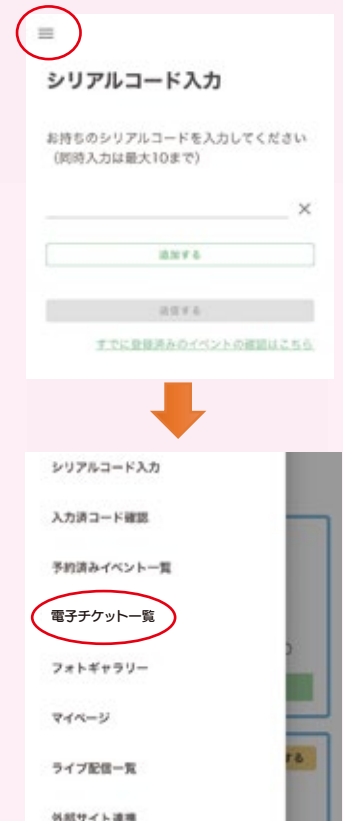 シリアルコード入力
お持ちのシリアルコードを入力してください
(同時入力は最大10まで)
×
追加する
送信する
すでに登録済みのイベントの確認はこちら
シリアルコード入力
入力済コード確認
予約済みイベント一覧
電子チケット一覧
フォトギャラリー
マイページ
ライブ配信一覧
する
外部サイト連携